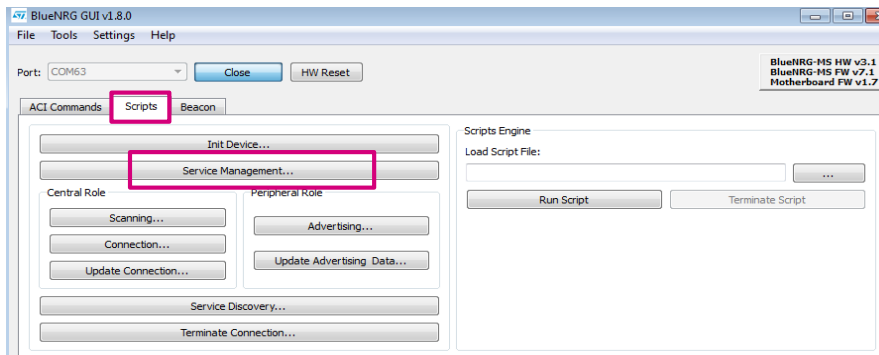 BlueNRG GUI v1.8.0
File Tools Settings Help
Port: COM63 Close HW Reset
BlueNRG-MS HW v3.1
BlueNRG-MS FW v7.1
Motherboard FW v1.7
ACI Commands Scripts Beacon
Init Device...
Service Management...
Central Role
Scanning...
Connection...
Update Connection...
Peripheral Role
Advertising...
Update Advertising Data...
Service Discovery...
Terminate Connection...
Scripts Engine
Load Script File:
...
Run Script Terminate Script